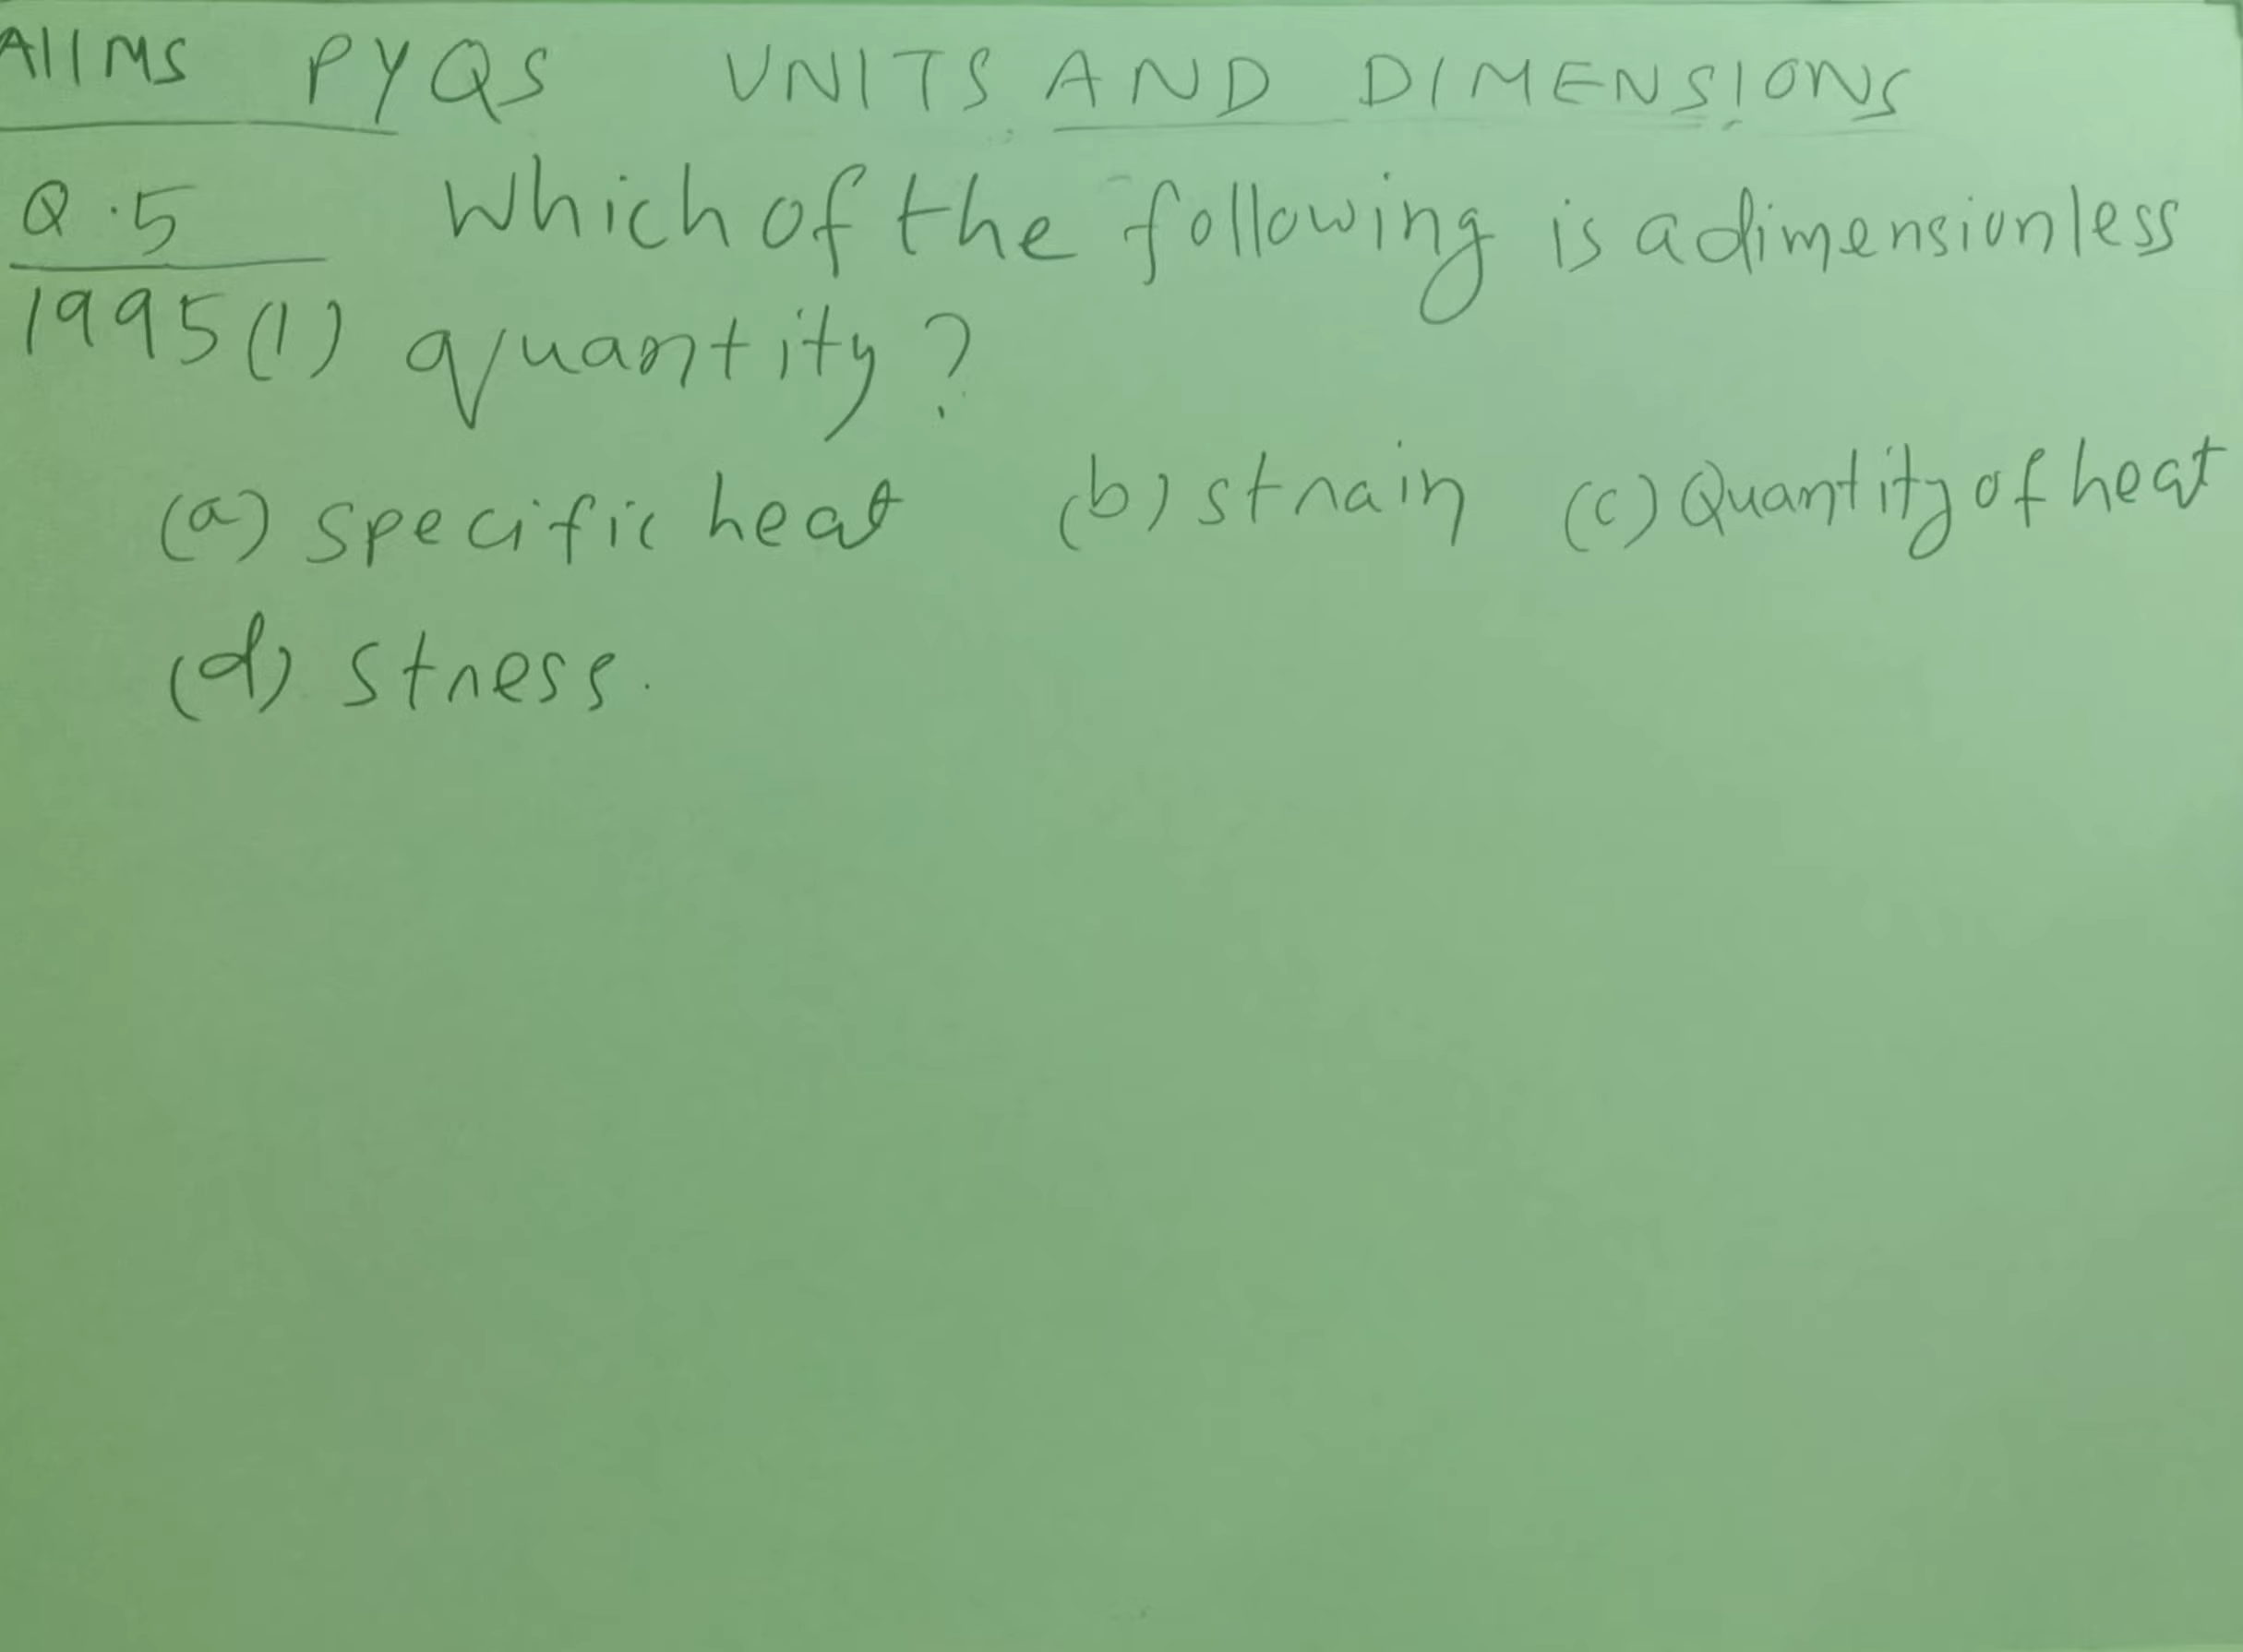 AIIMS PYQS UNITS AND DIMENSIONS
Q.5 Which of the following is a dimensionless
1995(1) quantity?
(a) specific heat (b) strain (c) Quantity of heat
(d) stress.